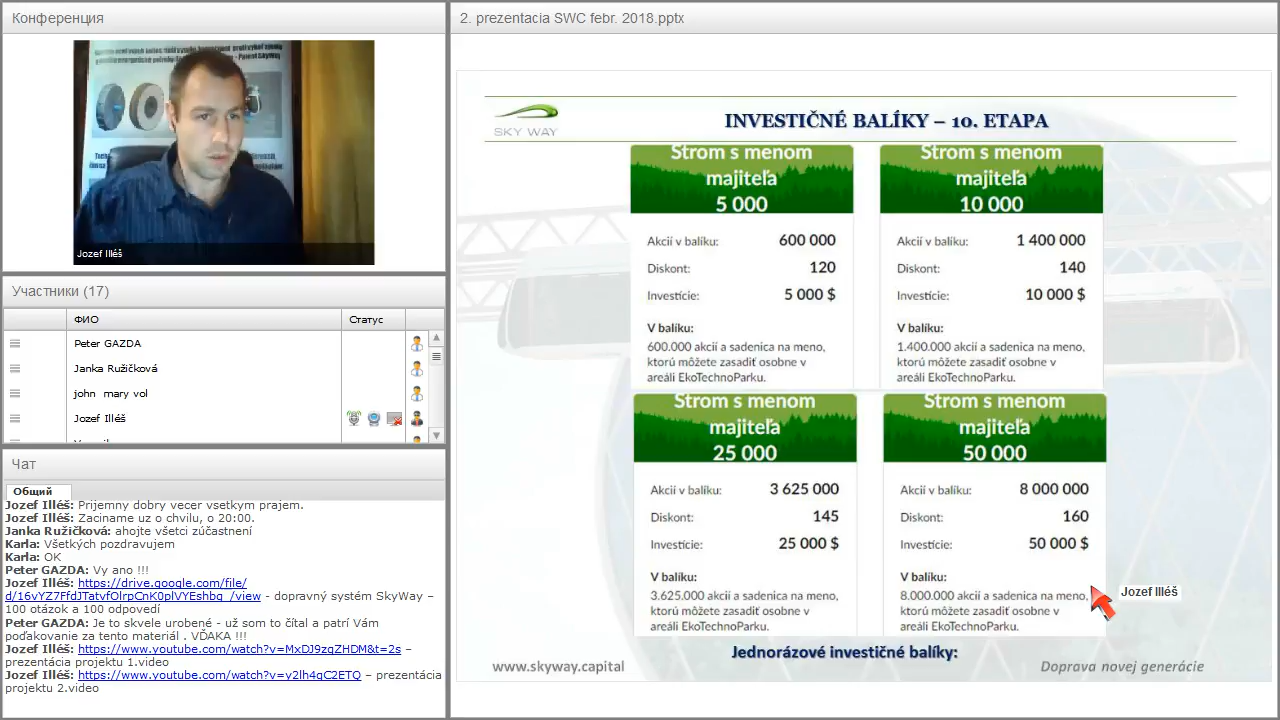 Конференция
Jozef Illéš
Участники (17)
ФИО
Статус
Peter GAZDA
Janka Ružičková
john mary vol
Jozef Illéš
Чат
Общий
Jozef Illéš: Prijemny dobry vecer vsetkym prajem.
Jozef Illéš: Zaciname uz o chvilu, o 20:00.
Janka Ružičková: ahojte všetci zúčastnení
Karla: Všetkých pozdravujem
Karla: OK
Peter GAZDA: Vy ano !!!
Jozef Illéš: https://drive.google.com/file/
d/16vYZ7FfdJTatvfOlrpCnK0plVYEshbq_/view - dopravný systém SkyWay –
100 otázok a 100 odpovedí
Peter GAZDA: Je to skvele urobené - už som to čítal a patrí Vám
poďakovanie za tento materiál . VĎAKA !!!
Jozef Illéš: https://www.youtube.com/watch?v=MxDJ9zgZHDM&t=2s –
prezentácia projektu 1.video
Jozef Illéš: https://www.youtube.com/watch?v=y2lh4gC2ETQ – prezentácia
projektu 2.video
2. prezentacia SWC febr. 2018.pptx
SKY WAY
INVESTIČNÉ BALÍKY – 10. ETAPA
Strom s menom
majiteľa
5 000
Akcií v balíku: 600 000
Diskont: 120
Investície: 5 000 $
V balíku:
600.000 akcií a sadenica na meno,
ktorú môžete zasadiť osobne v
areáli EkoTechnoParku.
Strom s menom
majiteľa
10 000
Akcií v balíku: 1 400 000
Diskont: 140
Investície: 10 000 $
V balíku:
1.400.000 akcií a sadenica na meno,
ktorú môžete zasadiť osobne v
areáli EkoTechnoParku.
Strom s menom
majiteľa
25 000
Akcií v balíku: 3 625 000
Diskont: 145
Investície: 25 000 $
V balíku:
3.625.000 akcií a sadenica na meno,
ktorú môžete zasadiť osobne v
areáli EkoTechnoParku.
Strom s menom
majiteľa
50 000
Akcií v balíku: 8 000 000
Diskont: 160
Investície: 50 000 $
V balíku:
8.000.000 akcií a sadenica na meno,
ktorú môžete zasadiť osobne v
areáli EkoTechnoParku.
Jozef Illéš
Jednorázové investičné balíky:
www.skyway.capital
Doprava novej generácie